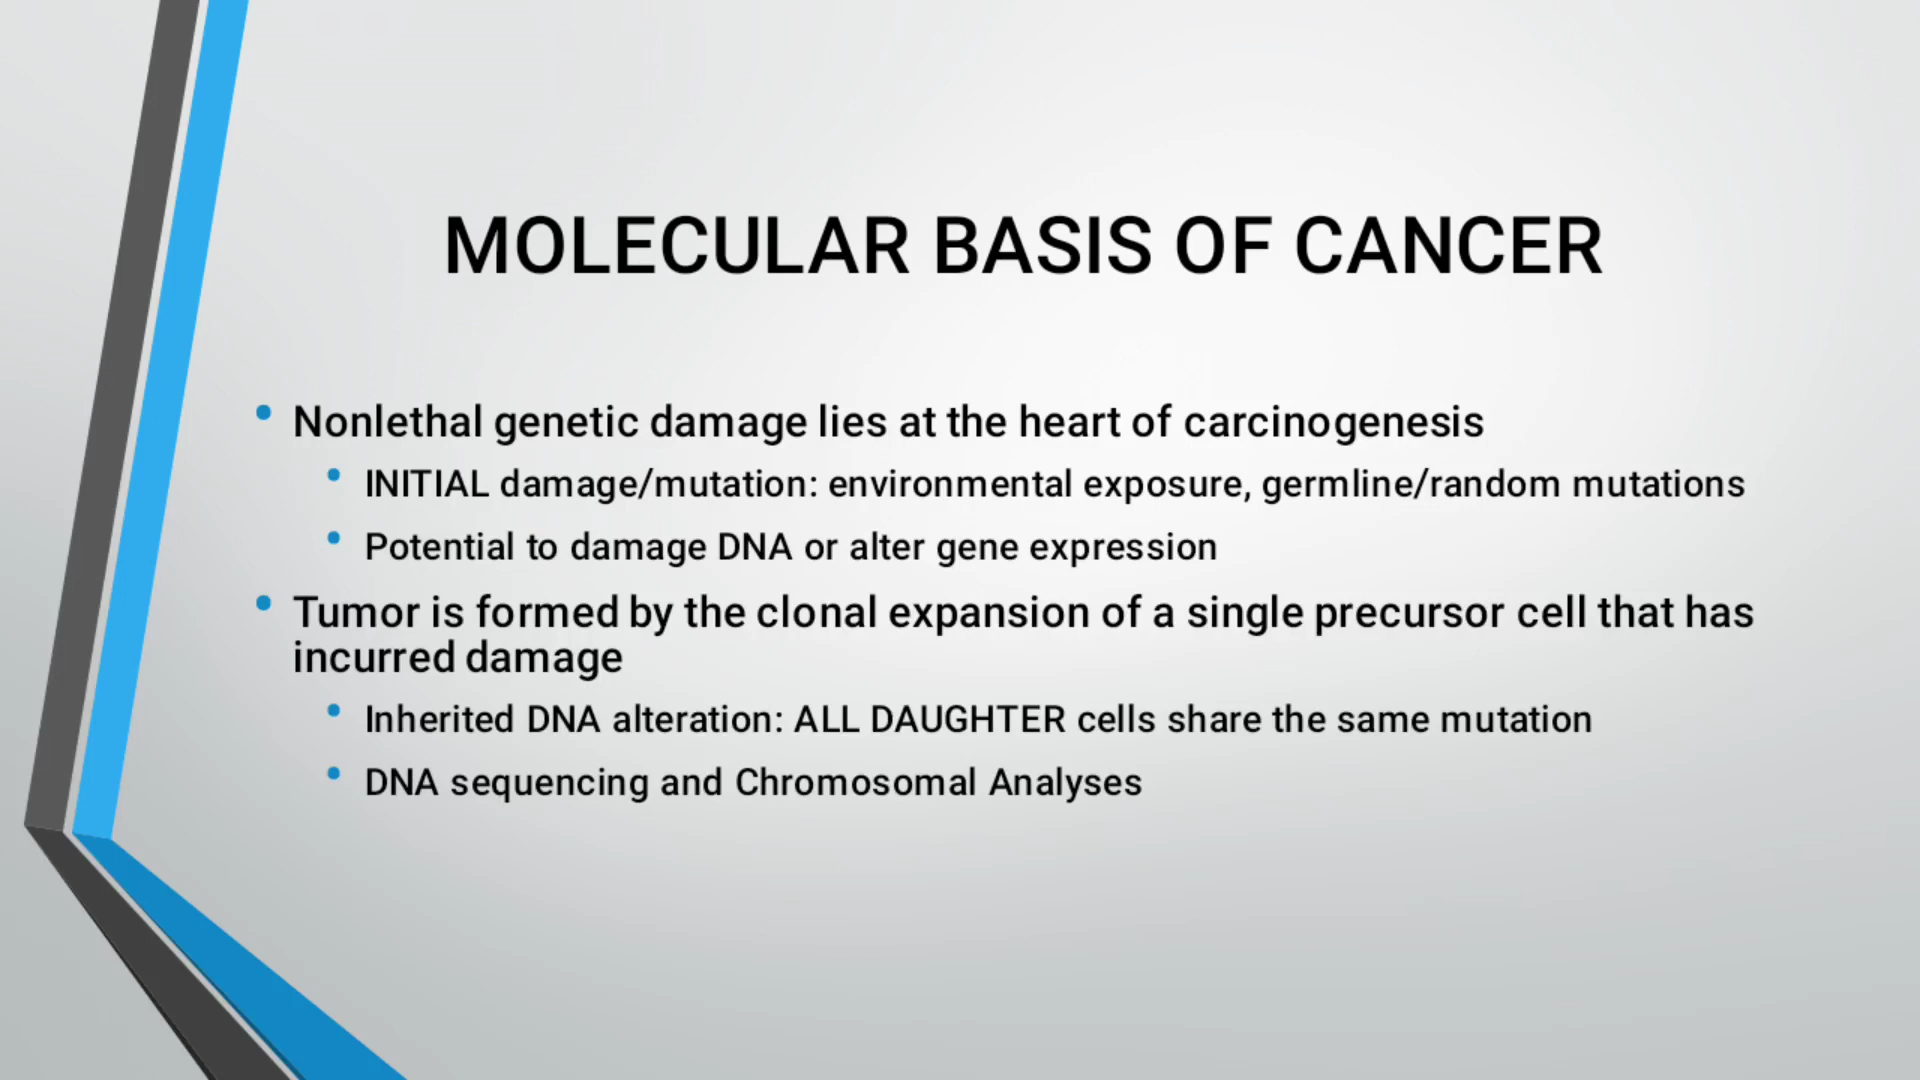 MOLECULAR BASIS OF CANCER
Nonlethal genetic damage lies at the heart of carcinogenesis
INITIAL damage/mutation: environmental exposure, germline/random mutations
Potential to damage DNA or alter gene expression
Tumor is formed by the clonal expansion of a single precursor cell that has
incurred damage
Inherited DNA alteration: ALL DAUGHTER cells share the same mutation
DNA sequencing and Chromosomal Analyses